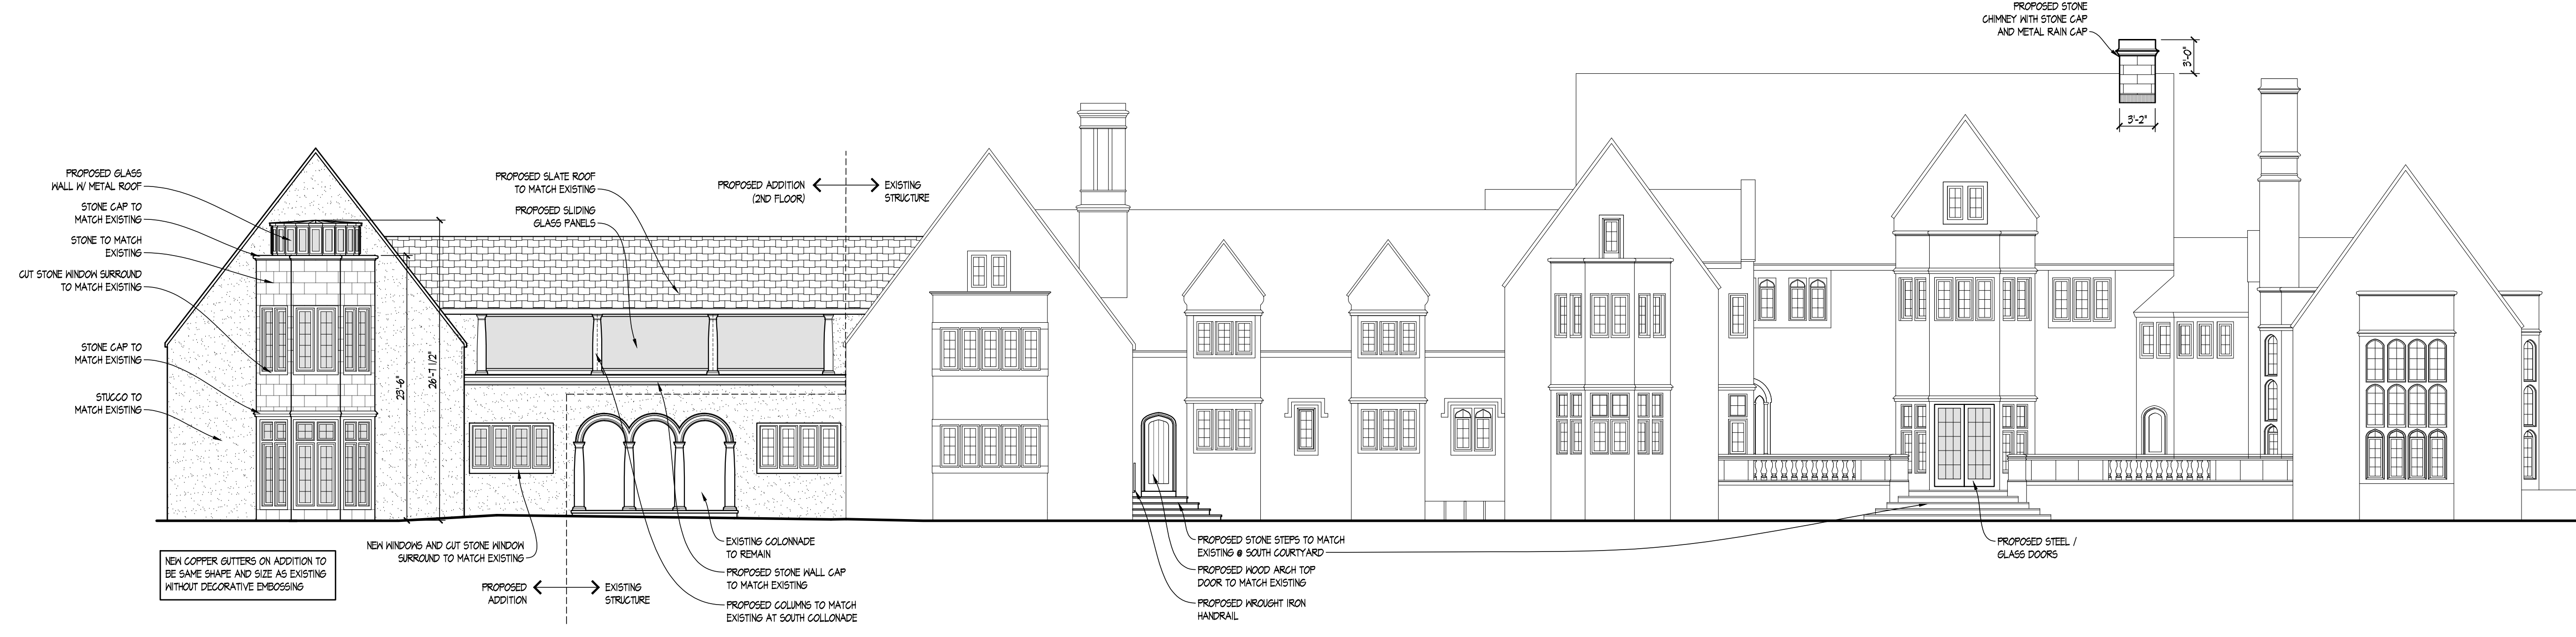 PROPOSED STONE
CHIMNEY WITH STONE CAP
AND METAL RAIN CAP
3'-0"
3'-2"
PROPOSED GLASS
WALL W/ METAL ROOF
STONE CAP TO
MATCH EXISTING
STONE TO MATCH
EXISTING
CUT STONE WINDOW SURROUND
TO MATCH EXISTING
STONE CAP TO
MATCH EXISTING
STUCCO TO
MATCH EXISTING
23'-6"
26'-7 1/2"
PROPOSED SLATE ROOF
TO MATCH EXISTING
PROPOSED SLIDING
GLASS PANELS
PROPOSED ADDITION
(2ND FLOOR)
EXISTING
STRUCTURE
NEW COPPER GUTTERS ON ADDITION TO
BE SAME SHAPE AND SIZE AS EXISTING
WITHOUT DECORATIVE EMBOSSING
NEW WINDOWS AND CUT STONE WINDOW
SURROUND TO MATCH EXISTING
PROPOSED
ADDITION
EXISTING
STRUCTURE
EXISTING COLONNADE
TO REMAIN
PROPOSED STONE WALL CAP
TO MATCH EXISTING
PROPOSED COLUMNS TO MATCH
EXISTING AT SOUTH COLLONADE
PROPOSED STONE STEPS TO MATCH
EXISTING @ SOUTH COURTYARD
PROPOSED WOOD ARCH TOP
DOOR TO MATCH EXISTING
PROPOSED WROUGHT IRON
HANDRAIL
PROPOSED STEEL /
GLASS DOORS